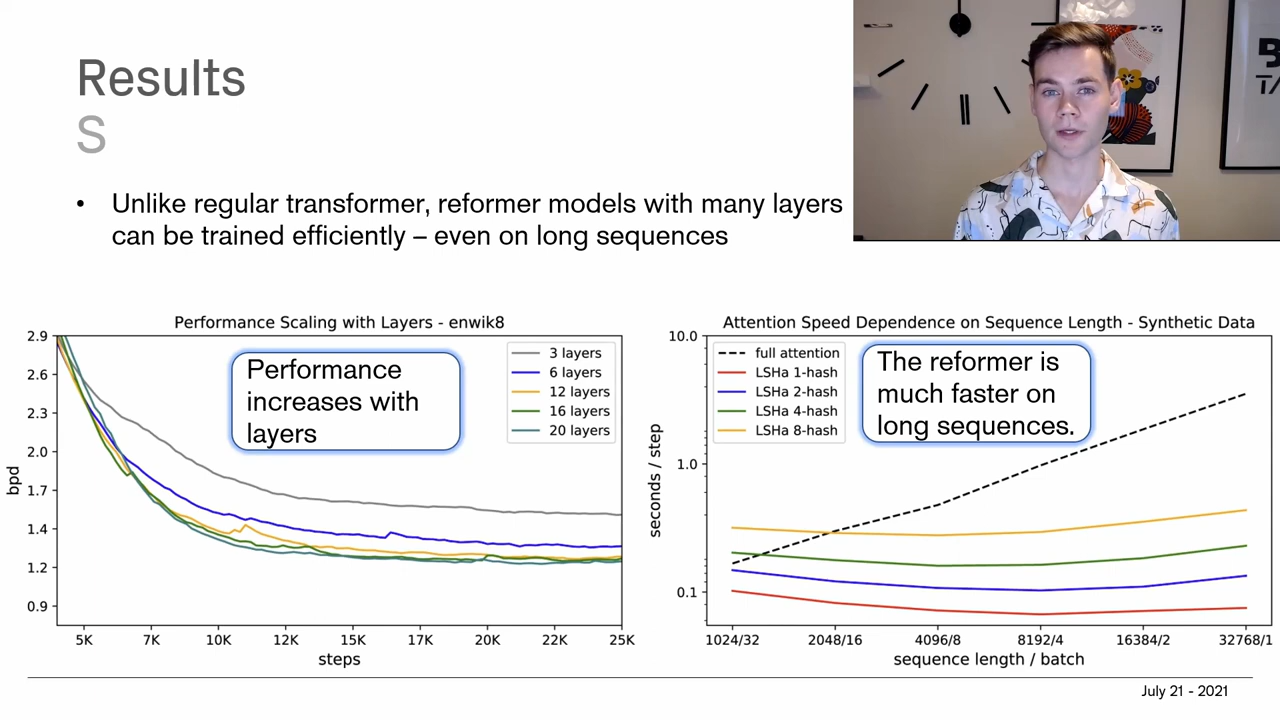 Results
S
• Unlike regular transformer, reformer models with many layers
can be trained efficiently – even on long sequences
Performance Scaling with Layers - enwik8
2.9
2.6
2.3
2.0
1.7
1.4
1.2
0.9
bpd
Performance
increases with
layers
3 layers
6 layers
12 layers
16 layers
20 layers
5K 7K 10K 12K 15K 17K 20K 22K 25K
steps
Attention Speed Dependence on Sequence Length - Synthetic Data
10.0
1.0
0.1
seconds / step
full attention
LSHa 1-hash
LSHa 2-hash
LSHa 4-hash
LSHa 8-hash
The reformer is
much faster on
long sequences.
1024/32 2048/16 4096/8 8192/4 16384/2 32768/1
sequence length / batch
July 21 - 2021